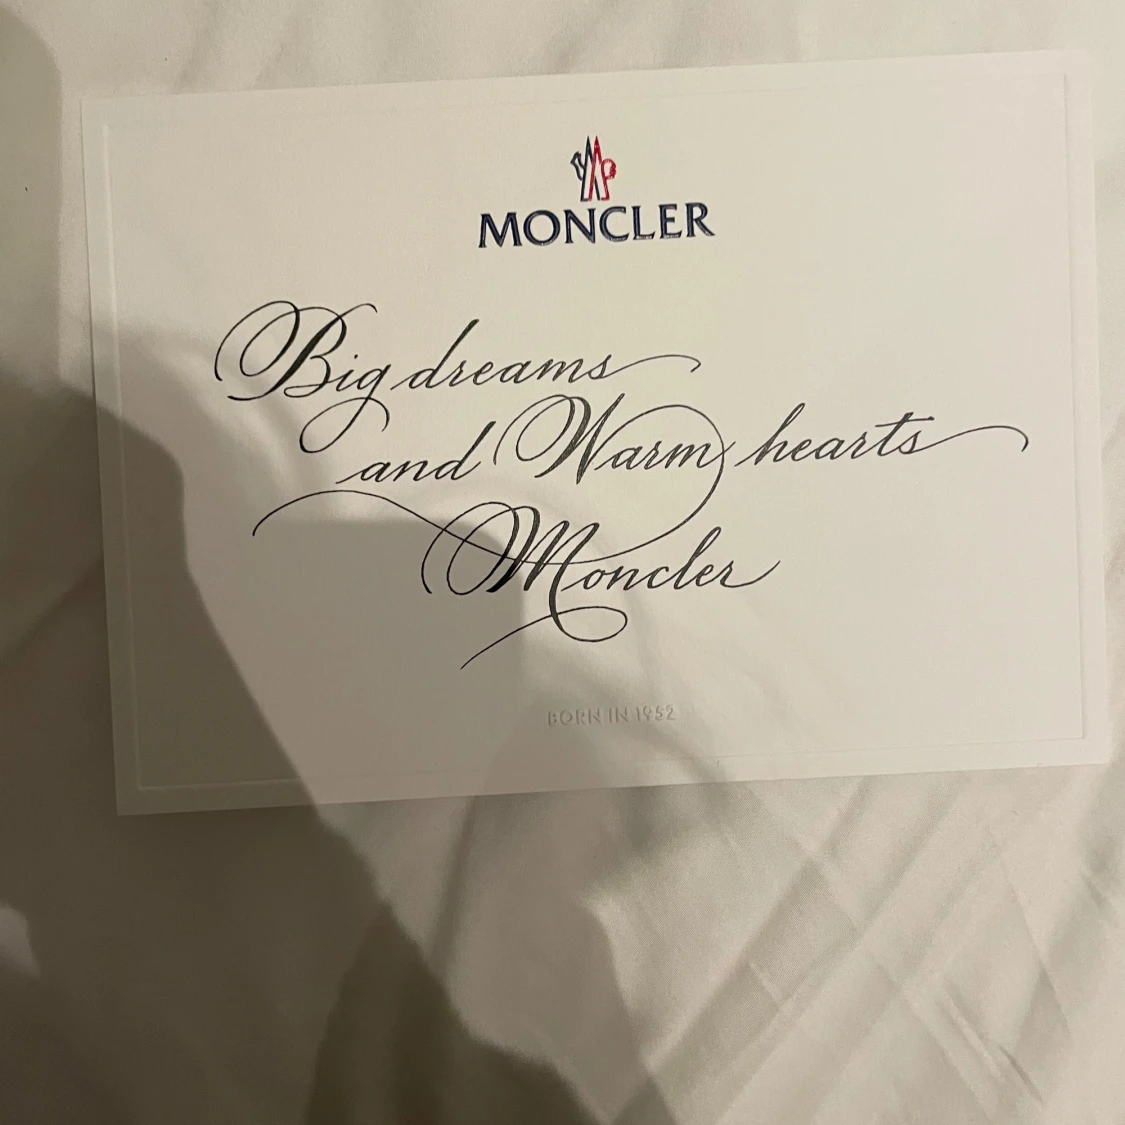 MONCLER
Big dreams
and Warm hearts
Moncler
BORN IN 1952